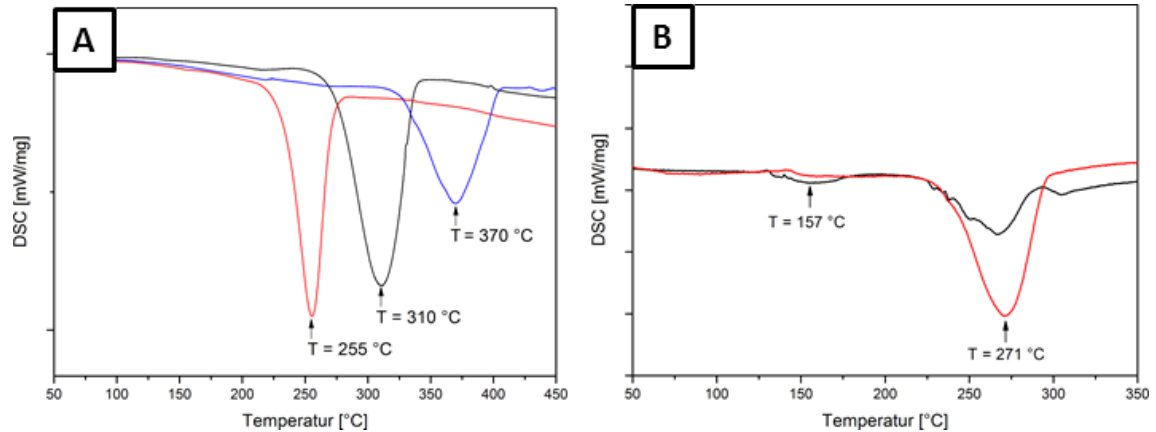 A
DSC [mW/mg]
T = 370 °C
T = 310 °C
T = 255 °C
50 100 150 200 250 300 350 400 450
Temperatur [°C]
B
DSC [mW/mg]
T = 157 °C
T = 271 °C
50 100 150 200 250 300 350
Temperatur [°C]